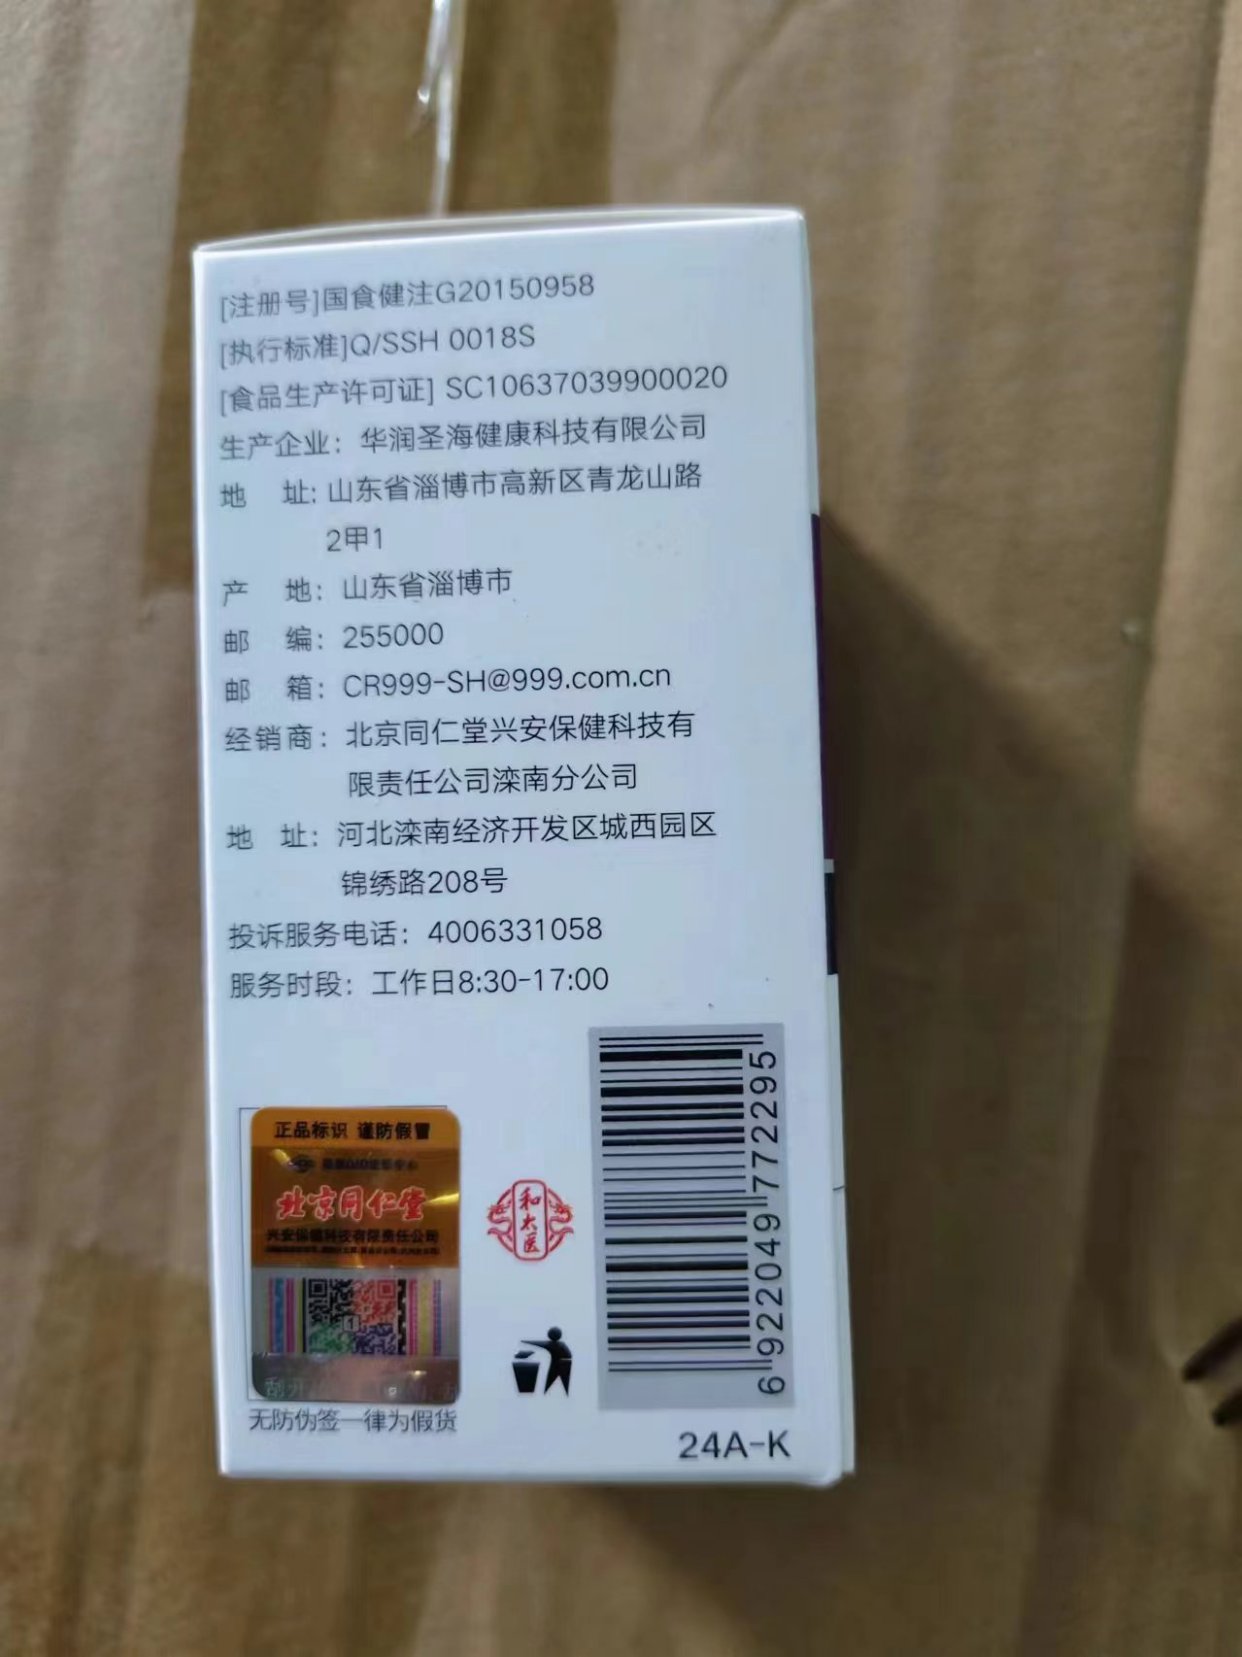 [注册号]国食健注G20150958
[执行标准]Q/SSH 0018S
[食品生产许可证] SC10637039900020
生产企业：华润圣海健康科技有限公司
地 址: 山东省淄博市高新区青龙山路
2甲1
产 地：山东省淄博市
邮 编：255000
邮 箱：CR999-SH@999.com.cn
经销商：北京同仁堂兴安保健科技有
限责任公司滦南分公司
地 址：河北滦南经济开发区城西园区
锦绣路208号
投诉服务电话：4006331058
服务时段：工作日8:30-17:00
正品标识 谨防假冒
北京同仁堂
兴安保健科技有限责任公司
刮开
无防伪签一律为假货
和太医
6 922049 772295
24A-K